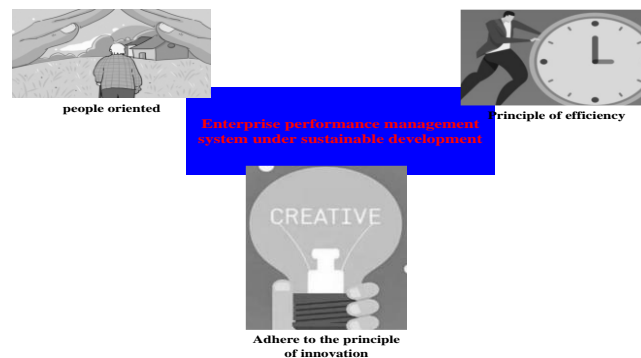 people oriented
Principle of efficiency
Enterprise performance management
system under sustainable development
CREATIVE
Adhere to the principle
of innovation